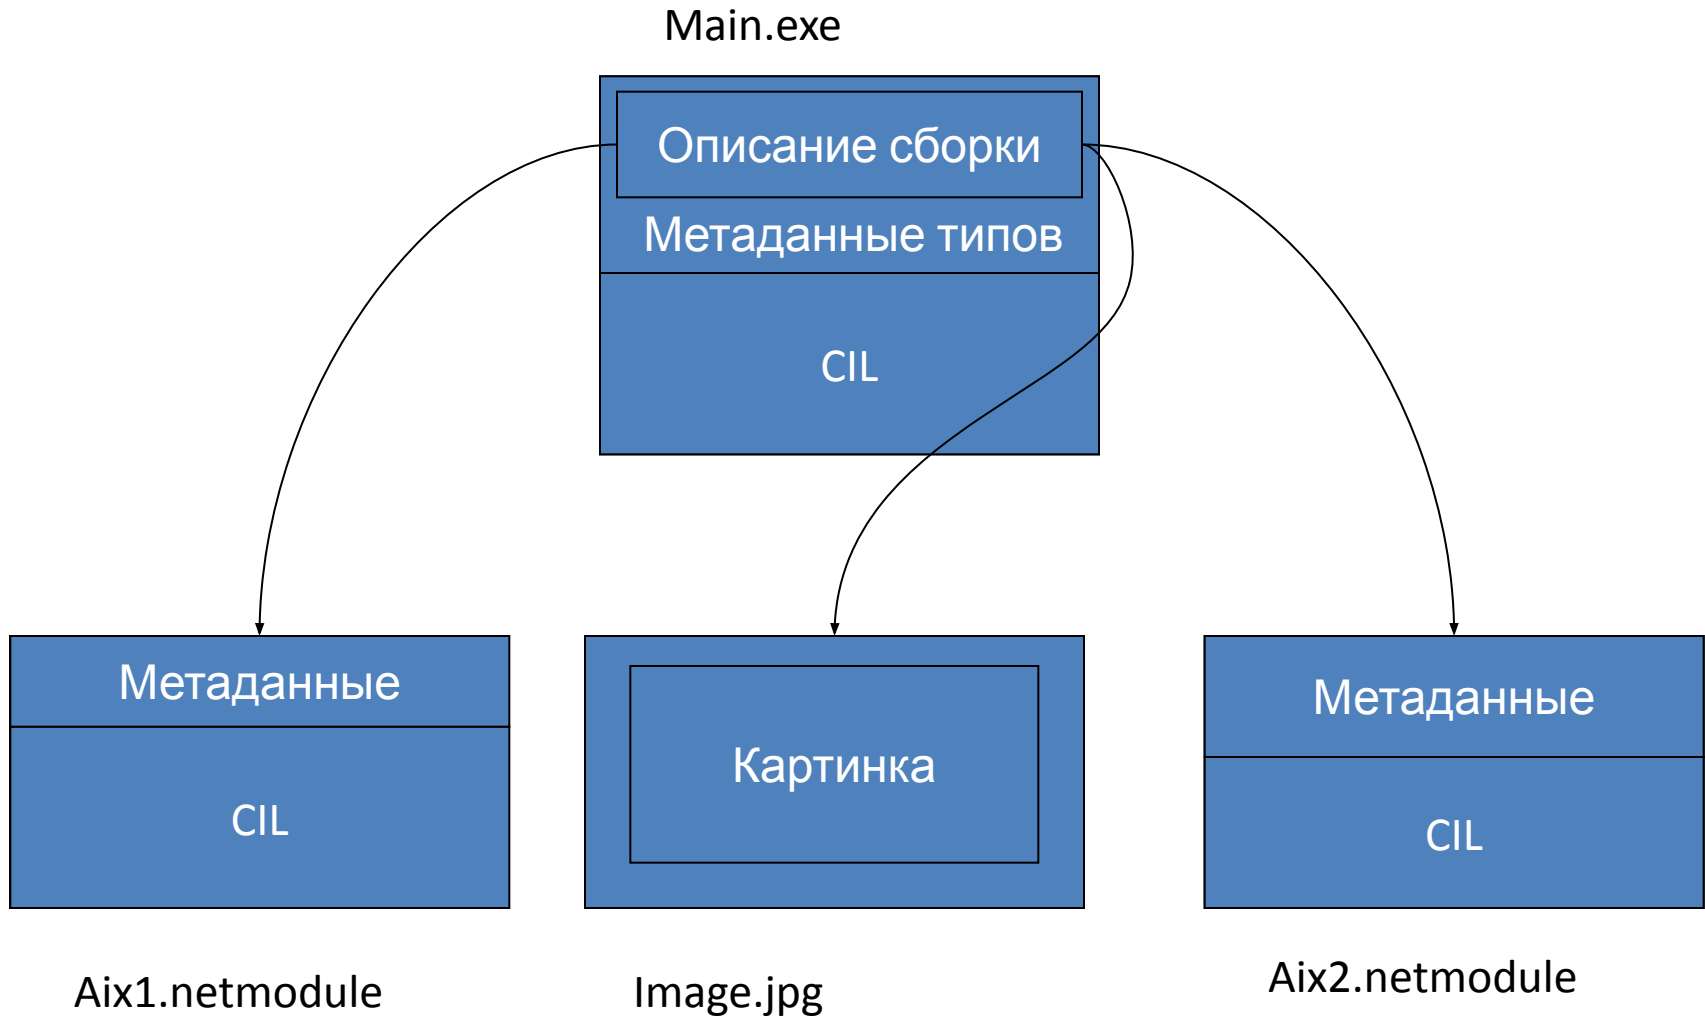 Main.exe
Описание сборки
Метаданные типов
CIL
Метаданные
CIL
Aix1.netmodule
Картинка
Image.jpg
Метаданные
CIL
Aix2.netmodule